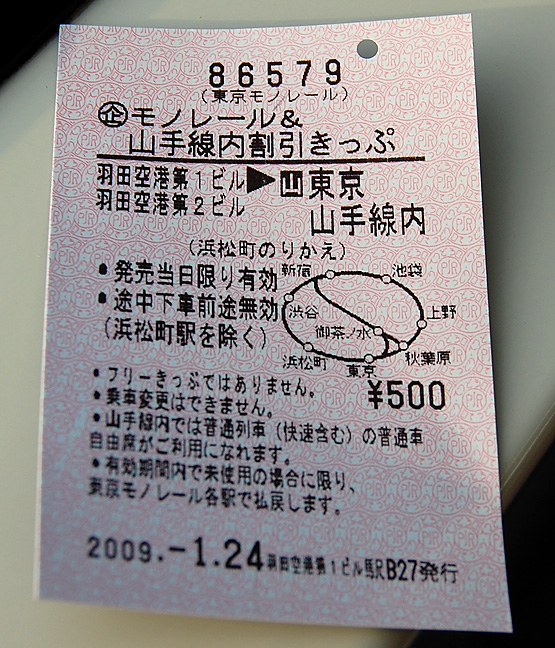 86579
(東京モノレール)
企 モノレール&
山手線内割引きっぷ
羽田空港第1ビル▶山 東京
羽田空港第2ビル 山手線内
(浜松町のりかえ)
・発売当日限り有効
・途中下車前途無効
(浜松町駅を除く)
新宿 池袋
渋谷 上野
御茶ノ水
浜松町 東京 秋葉原
¥500
・フリーきっぷではありません。
・乗車変更はできません。
・山手線内では普通列車(快速含む)の普通車
自由席がご利用になれます。
・有効期間内で未使用の場合に限り、
東京モノレール各駅で払戻します。
2009.-1.24 羽田空港第1ビル駅B27発行